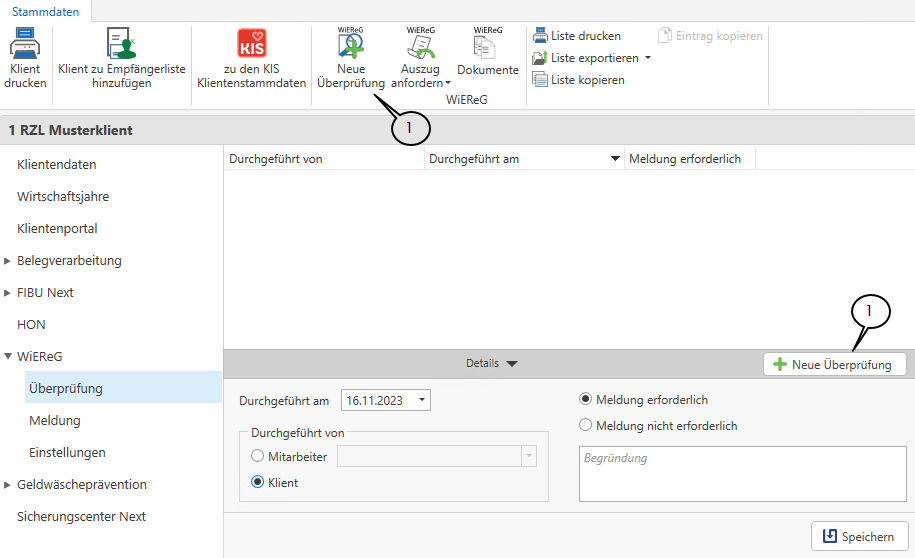 Stammdaten
Klient
drucken
Klient zu Empfängerliste
hinzufügen
KIS
zu den KIS
Klientenstammdaten
WiEReG
Neue
Überprüfung
WiEReG
Auszug
anfordern
WiEReG
Dokumente
WiEReG
Liste drucken
Liste exportieren
Liste kopieren
Eintrag kopieren
1
1 RZL Musterklient
Klientendaten
Wirtschaftsjahre
Klientenportal
Belegverarbeitung
FIBU Next
HON
WiEReG
Überprüfung
Meldung
Einstellungen
Geldwäscheprävention
Sicherungscenter Next
Durchgeführt von
Durchgeführt am
Meldung erforderlich
1
Details
Neue Überprüfung
Durchgeführt am
16.11.2023
Durchgeführt von
Mitarbeiter
Klient
Meldung erforderlich
Meldung nicht erforderlich
Begründung
Speichern